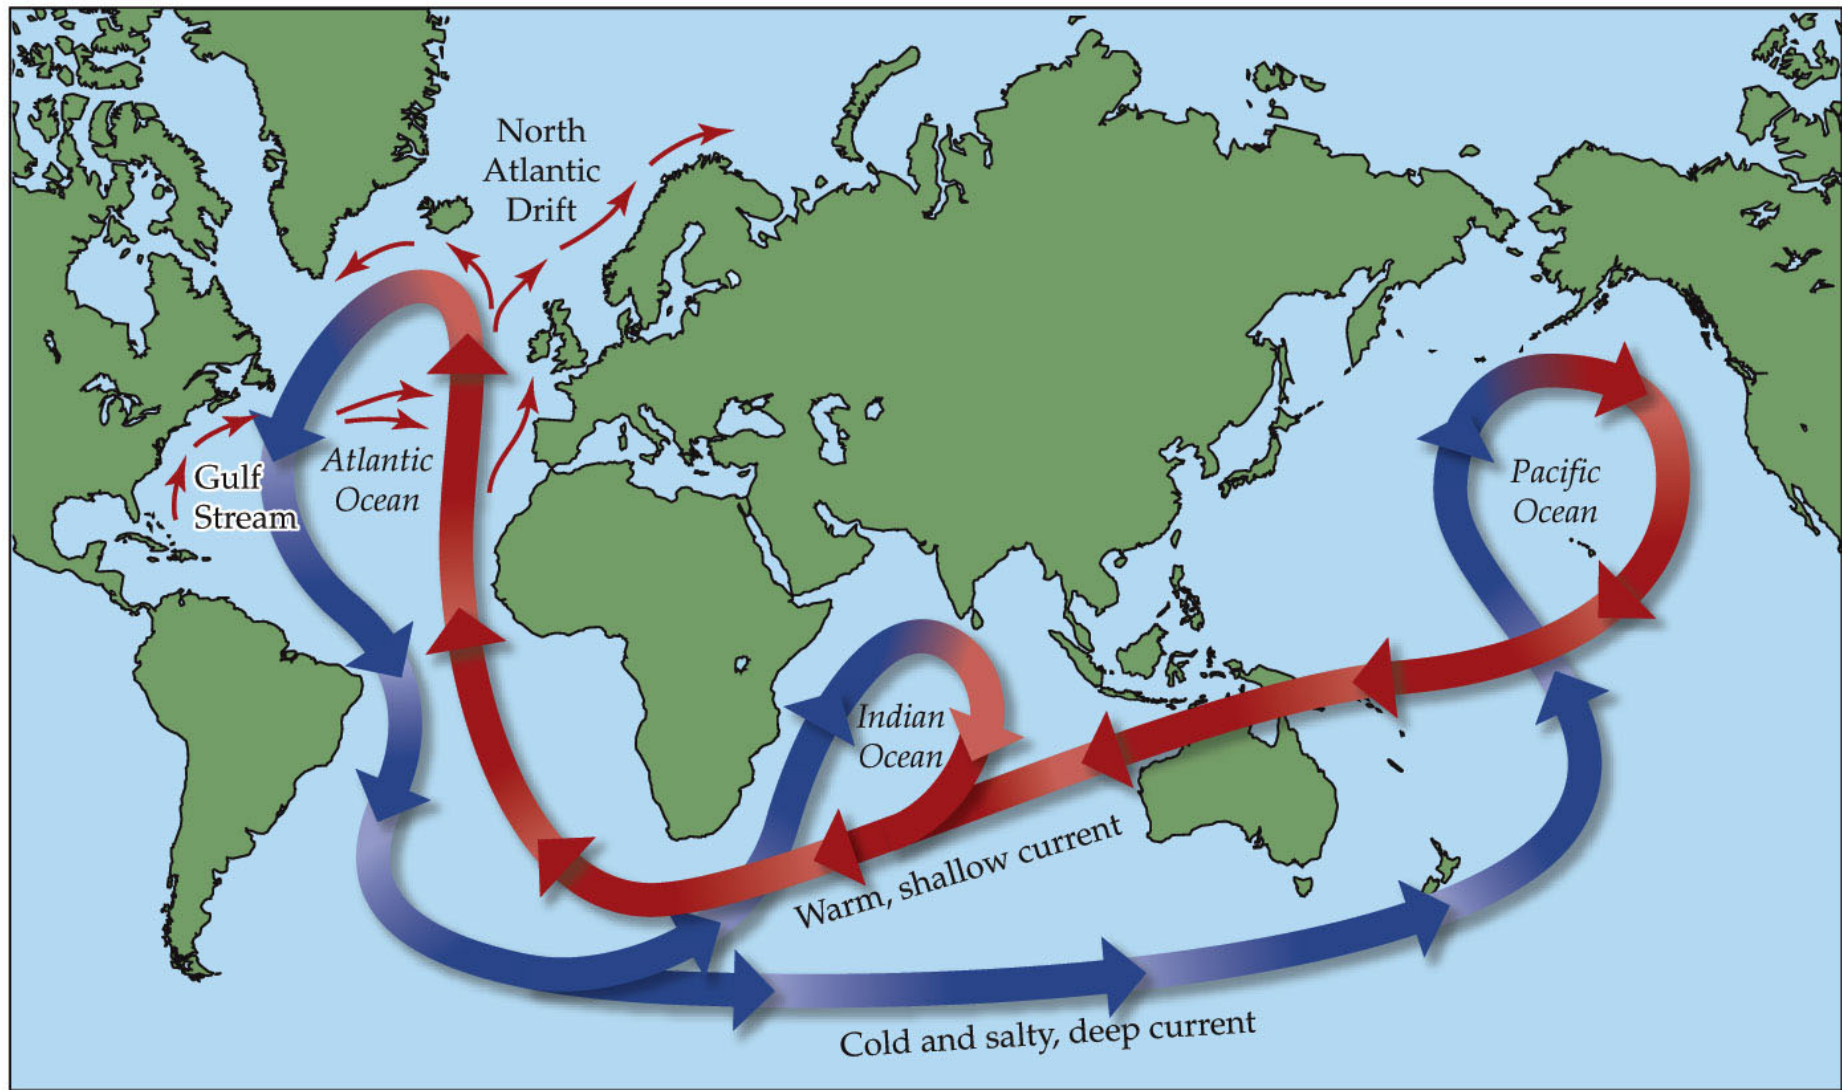 North
Atlantic
Drift
Gulf
Stream
Atlantic
Ocean
Pacific
Ocean
Indian
Ocean
Warm, shallow current
Cold and salty, deep current